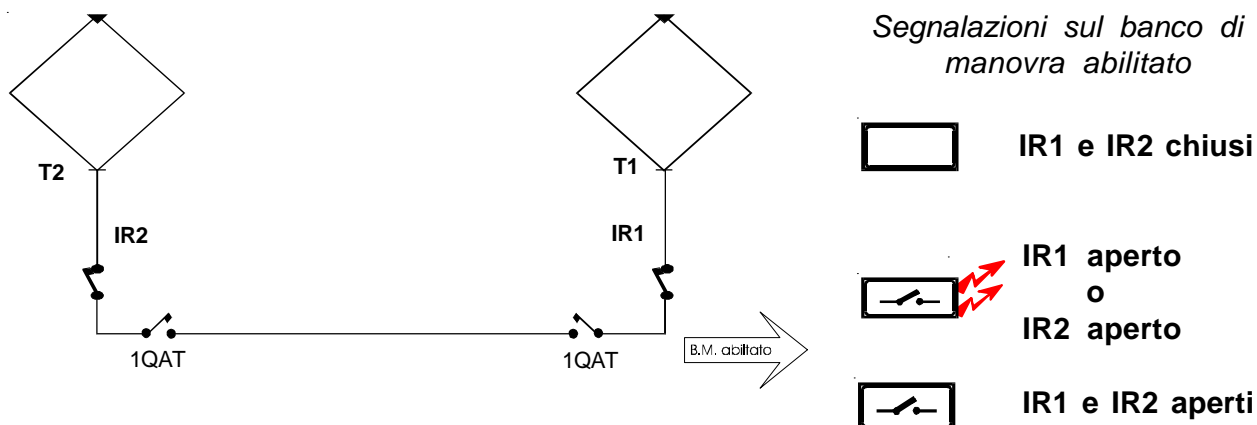 Segnalazioni sul banco di
manovra abilitato
IR1 e IR2 chiusi
T2
T1
IR2
IR1
IR1 aperto
o
IR2 aperto
1QAT
1QAT
B.M. abiltato
IR1 e IR2 aperti